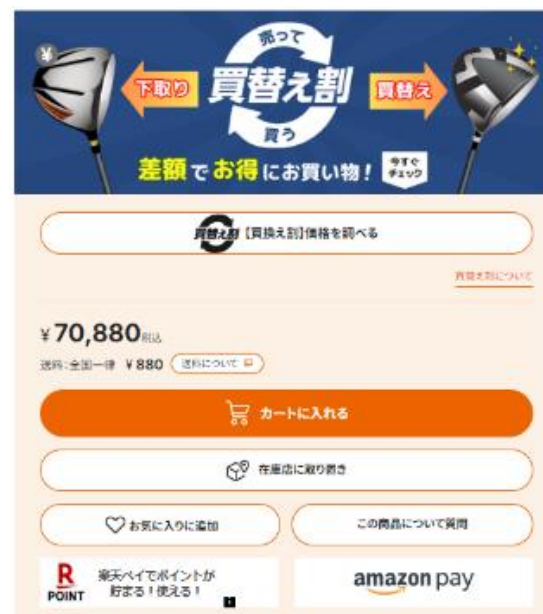 売って
¥
下取り
買替え割
買替え
買う
差額でお得にお買い物!
今すぐ
チェック
買替え割
【買換え割】価格を調べる
買替え割について
¥70,880税込
送料:全国一律 ¥880
送料について
カートに入れる
在庫店に取り置き
お気に入りに追加
この商品について質問
R
POINT
楽天ペイでポイントが
貯まる!使える!
amazon pay